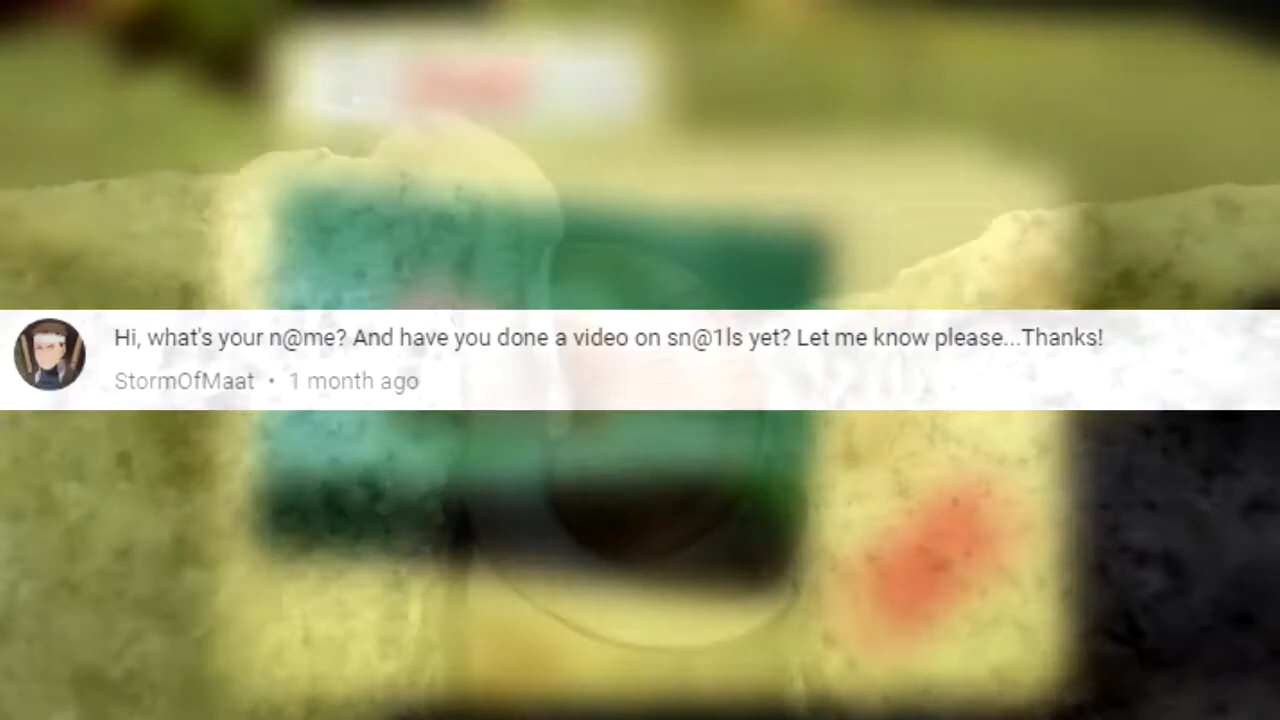 Hi, what's your n@me? And have you done a video on sn@1ls yet? Let me know please...Thanks!
StormOfMaat • 1 month ago